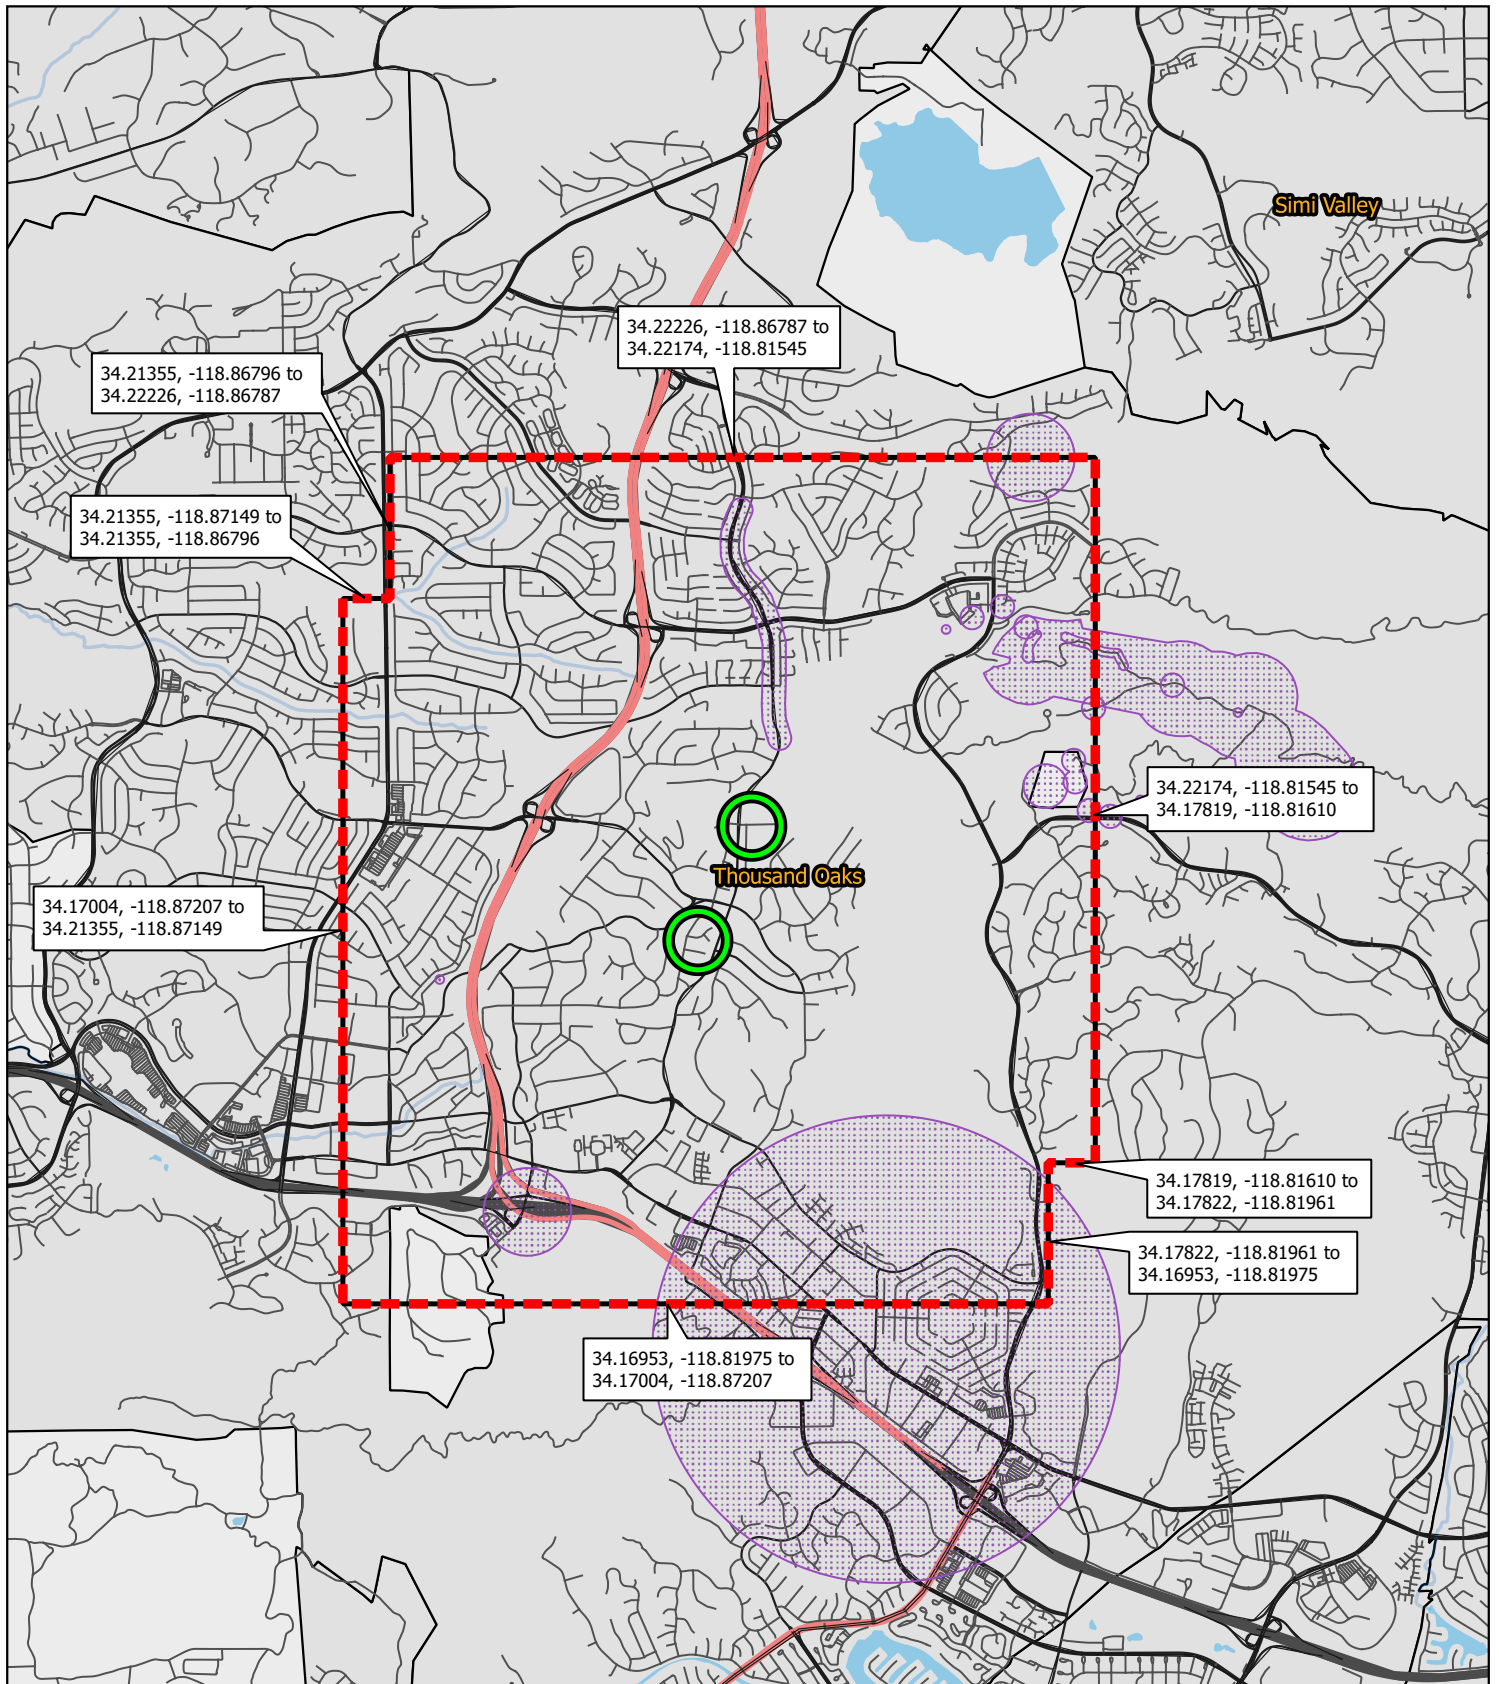 Simi Valley
34.22226, -118.86787 to
34.22174, -118.81545
34.21355, -118.86796 to
34.22226, -118.86787
34.21355, -118.87149 to
34.21355, -118.86796
34.22174, -118.81545 to
34.17819, -118.81610
Thousand Oaks
34.17004, -118.87207 to
34.21355, -118.87149
34.17819, -118.81610 to
34.17822, -118.81961
34.17822, -118.81961 to
34.16953, -118.81975
34.16953, -118.81975 to
34.17004, -118.87207